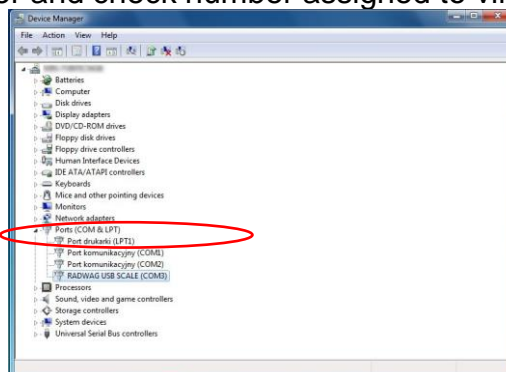 er and check number assigned to vi
Device Manager
File Action View Help
Batteries
Computer
Disk drives
Display adapters
DVD/CD-ROM drives
Floppy disk drives
Floppy drive controllers
Human Interface Devices
IDE ATA/ATAPI controllers
Keyboards
Mice and other pointing devices
Monitors
Network adapters
Ports (COM & LPT)
Port drukarki (LPT1)
Port komunikacyjny (COM1)
Port komunikacyjny (COM2)
RADWAG USB SCALE (COM3)
Processors
Sound, video and game controllers
Storage controllers
System devices
Universal Serial Bus controllers